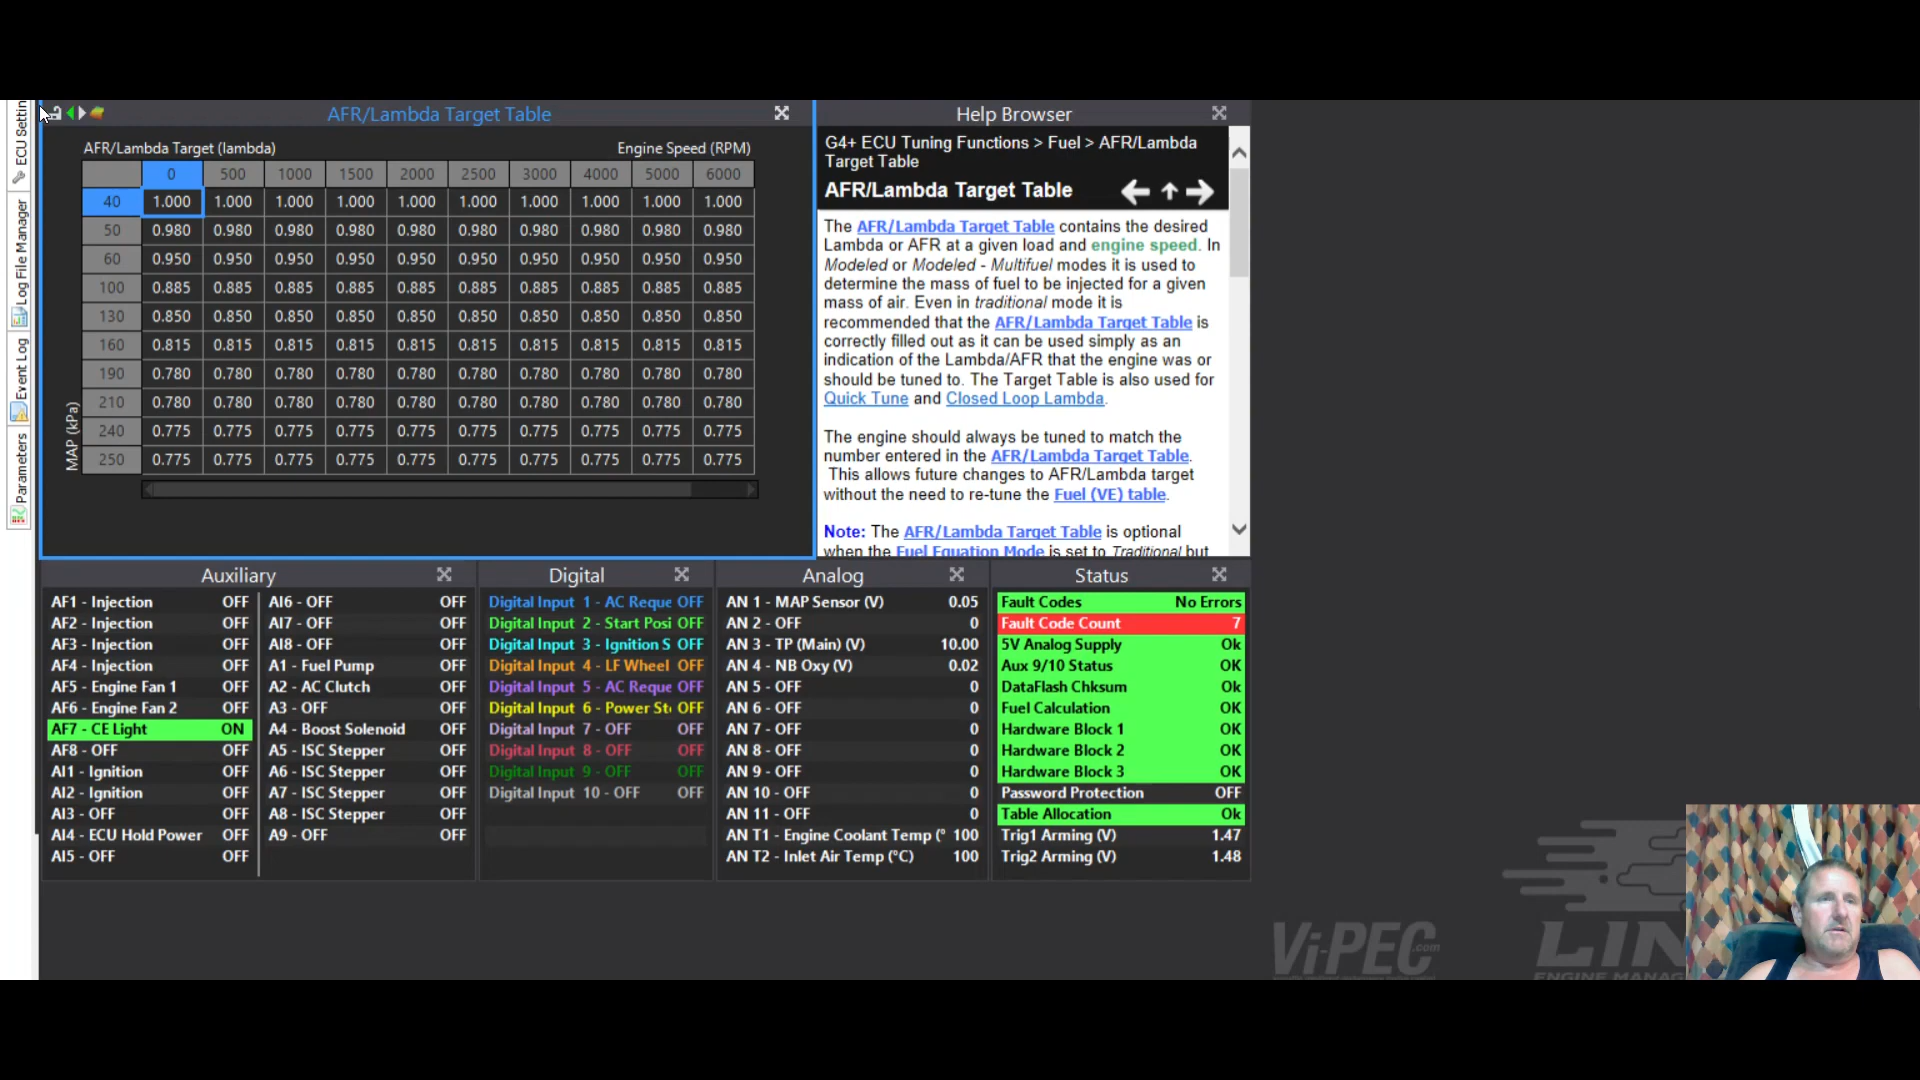 AFR/Lambda Target Table
AFR/Lambda Target (lambda) Engine Speed (RPM)
0 500 1000 1500 2000 2500 3000 4000 5000 6000
40 1.000 1.000 1.000 1.000 1.000 1.000 1.000 1.000 1.000 1.000
50 0.980 0.980 0.980 0.980 0.980 0.980 0.980 0.980 0.980 0.980
60 0.950 0.950 0.950 0.950 0.950 0.950 0.950 0.950 0.950 0.950
100 0.885 0.885 0.885 0.885 0.885 0.885 0.885 0.885 0.885 0.885
130 0.850 0.850 0.850 0.850 0.850 0.850 0.850 0.850 0.850 0.850
160 0.815 0.815 0.815 0.815 0.815 0.815 0.815 0.815 0.815 0.815
190 0.780 0.780 0.780 0.780 0.780 0.780 0.780 0.780 0.780 0.780
210 0.780 0.780 0.780 0.780 0.780 0.780 0.780 0.780 0.780 0.780
240 0.775 0.775 0.775 0.775 0.775 0.775 0.775 0.775 0.775 0.775
250 0.775 0.775 0.775 0.775 0.775 0.775 0.775 0.775 0.775 0.775
MAP (kPa)
ECU Settin
Log File Manager
Event Log
Parameters
Help Browser
G4+ ECU Tuning Functions > Fuel > AFR/Lambda
Target Table
AFR/Lambda Target Table
The AFR/Lambda Target Table contains the desired
Lambda or AFR at a given load and engine speed. In
Modeled or Modeled - Multifuel modes it is used to
determine the mass of fuel to be injected for a given
mass of air. Even in traditional mode it is
recommended that the AFR/Lambda Target Table is
correctly filled out as it can be used simply as an
indication of the Lambda/AFR that the engine was or
should be tuned to. The Target Table is also used for
Quick Tune and Closed Loop Lambda.
The engine should always be tuned to match the
number entered in the AFR/Lambda Target Table.
This allows future changes to AFR/Lambda target
without the need to re-tune the Fuel (VE) table.
Note: The AFR/Lambda Target Table is optional
when the Fuel Equation Mode is set to Traditional but
Auxiliary
AF1 - Injection OFF
AF2 - Injection OFF
AF3 - Injection OFF
AF4 - Injection OFF
AF5 - Engine Fan 1 OFF
AF6 - Engine Fan 2 OFF
AF7 - CE Light ON
AF8 - OFF OFF
AI1 - Ignition OFF
AI2 - Ignition OFF
AI3 - OFF OFF
AI4 - ECU Hold Power OFF
AI5 - OFF OFF
AI6 - OFF OFF
AI7 - OFF OFF
AI8 - OFF OFF
A1 - Fuel Pump OFF
A2 - AC Clutch OFF
A3 - OFF OFF
A4 - Boost Solenoid OFF
A5 - ISC Stepper OFF
A6 - ISC Stepper OFF
A7 - ISC Stepper OFF
A8 - ISC Stepper OFF
A9 - OFF OFF
Digital
Digital Input 1 - AC Reque OFF
Digital Input 2 - Start Posi OFF
Digital Input 3 - Ignition S OFF
Digital Input 4 - LF Wheel OFF
Digital Input 5 - AC Reque OFF
Digital Input 6 - Power St OFF
Digital Input 7 - OFF OFF
Digital Input 8 - OFF OFF
Digital Input 9 - OFF OFF
Digital Input 10 - OFF OFF
Analog
AN 1 - MAP Sensor (V) 0.05
AN 2 - OFF 0
AN 3 - TP (Main) (V) 10.00
AN 4 - NB Oxy (V) 0.02
AN 5 - OFF 0
AN 6 - OFF 0
AN 7 - OFF 0
AN 8 - OFF 0
AN 9 - OFF 0
AN 10 - OFF 0
AN 11 - OFF 0
AN T1 - Engine Coolant Temp (° 100
AN T2 - Inlet Air Temp (°C) 100
Status
Fault Codes No Errors
Fault Code Count 7
5V Analog Supply Ok
Aux 9/10 Status OK
DataFlash Chksum Ok
Fuel Calculation OK
Hardware Block 1 OK
Hardware Block 2 OK
Hardware Block 3 OK
Password Protection OFF
Table Allocation Ok
Trig1 Arming (V) 1.47
Trig2 Arming (V) 1.48
Vi-PEC.com
LIN
ENGINE MANAG